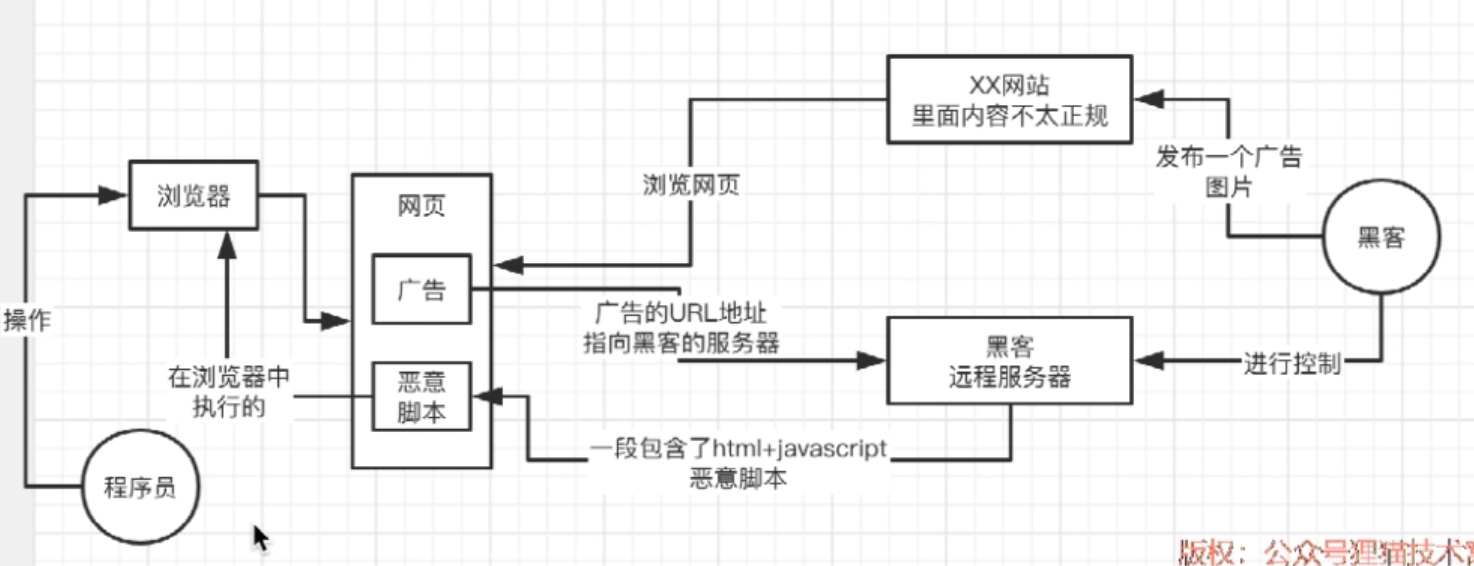 XX网站
里面内容不太正规
发布一个广告
图片
浏览器
浏览网页
网页
黑客
广告
操作
广告的URL地址
指向黑客的服务器
黑客
远程服务器
进行控制
在浏览器中
执行的
恶意
脚本
一段包含了html+javascript
恶意脚本
程序员
版权：公众号狸猫技术